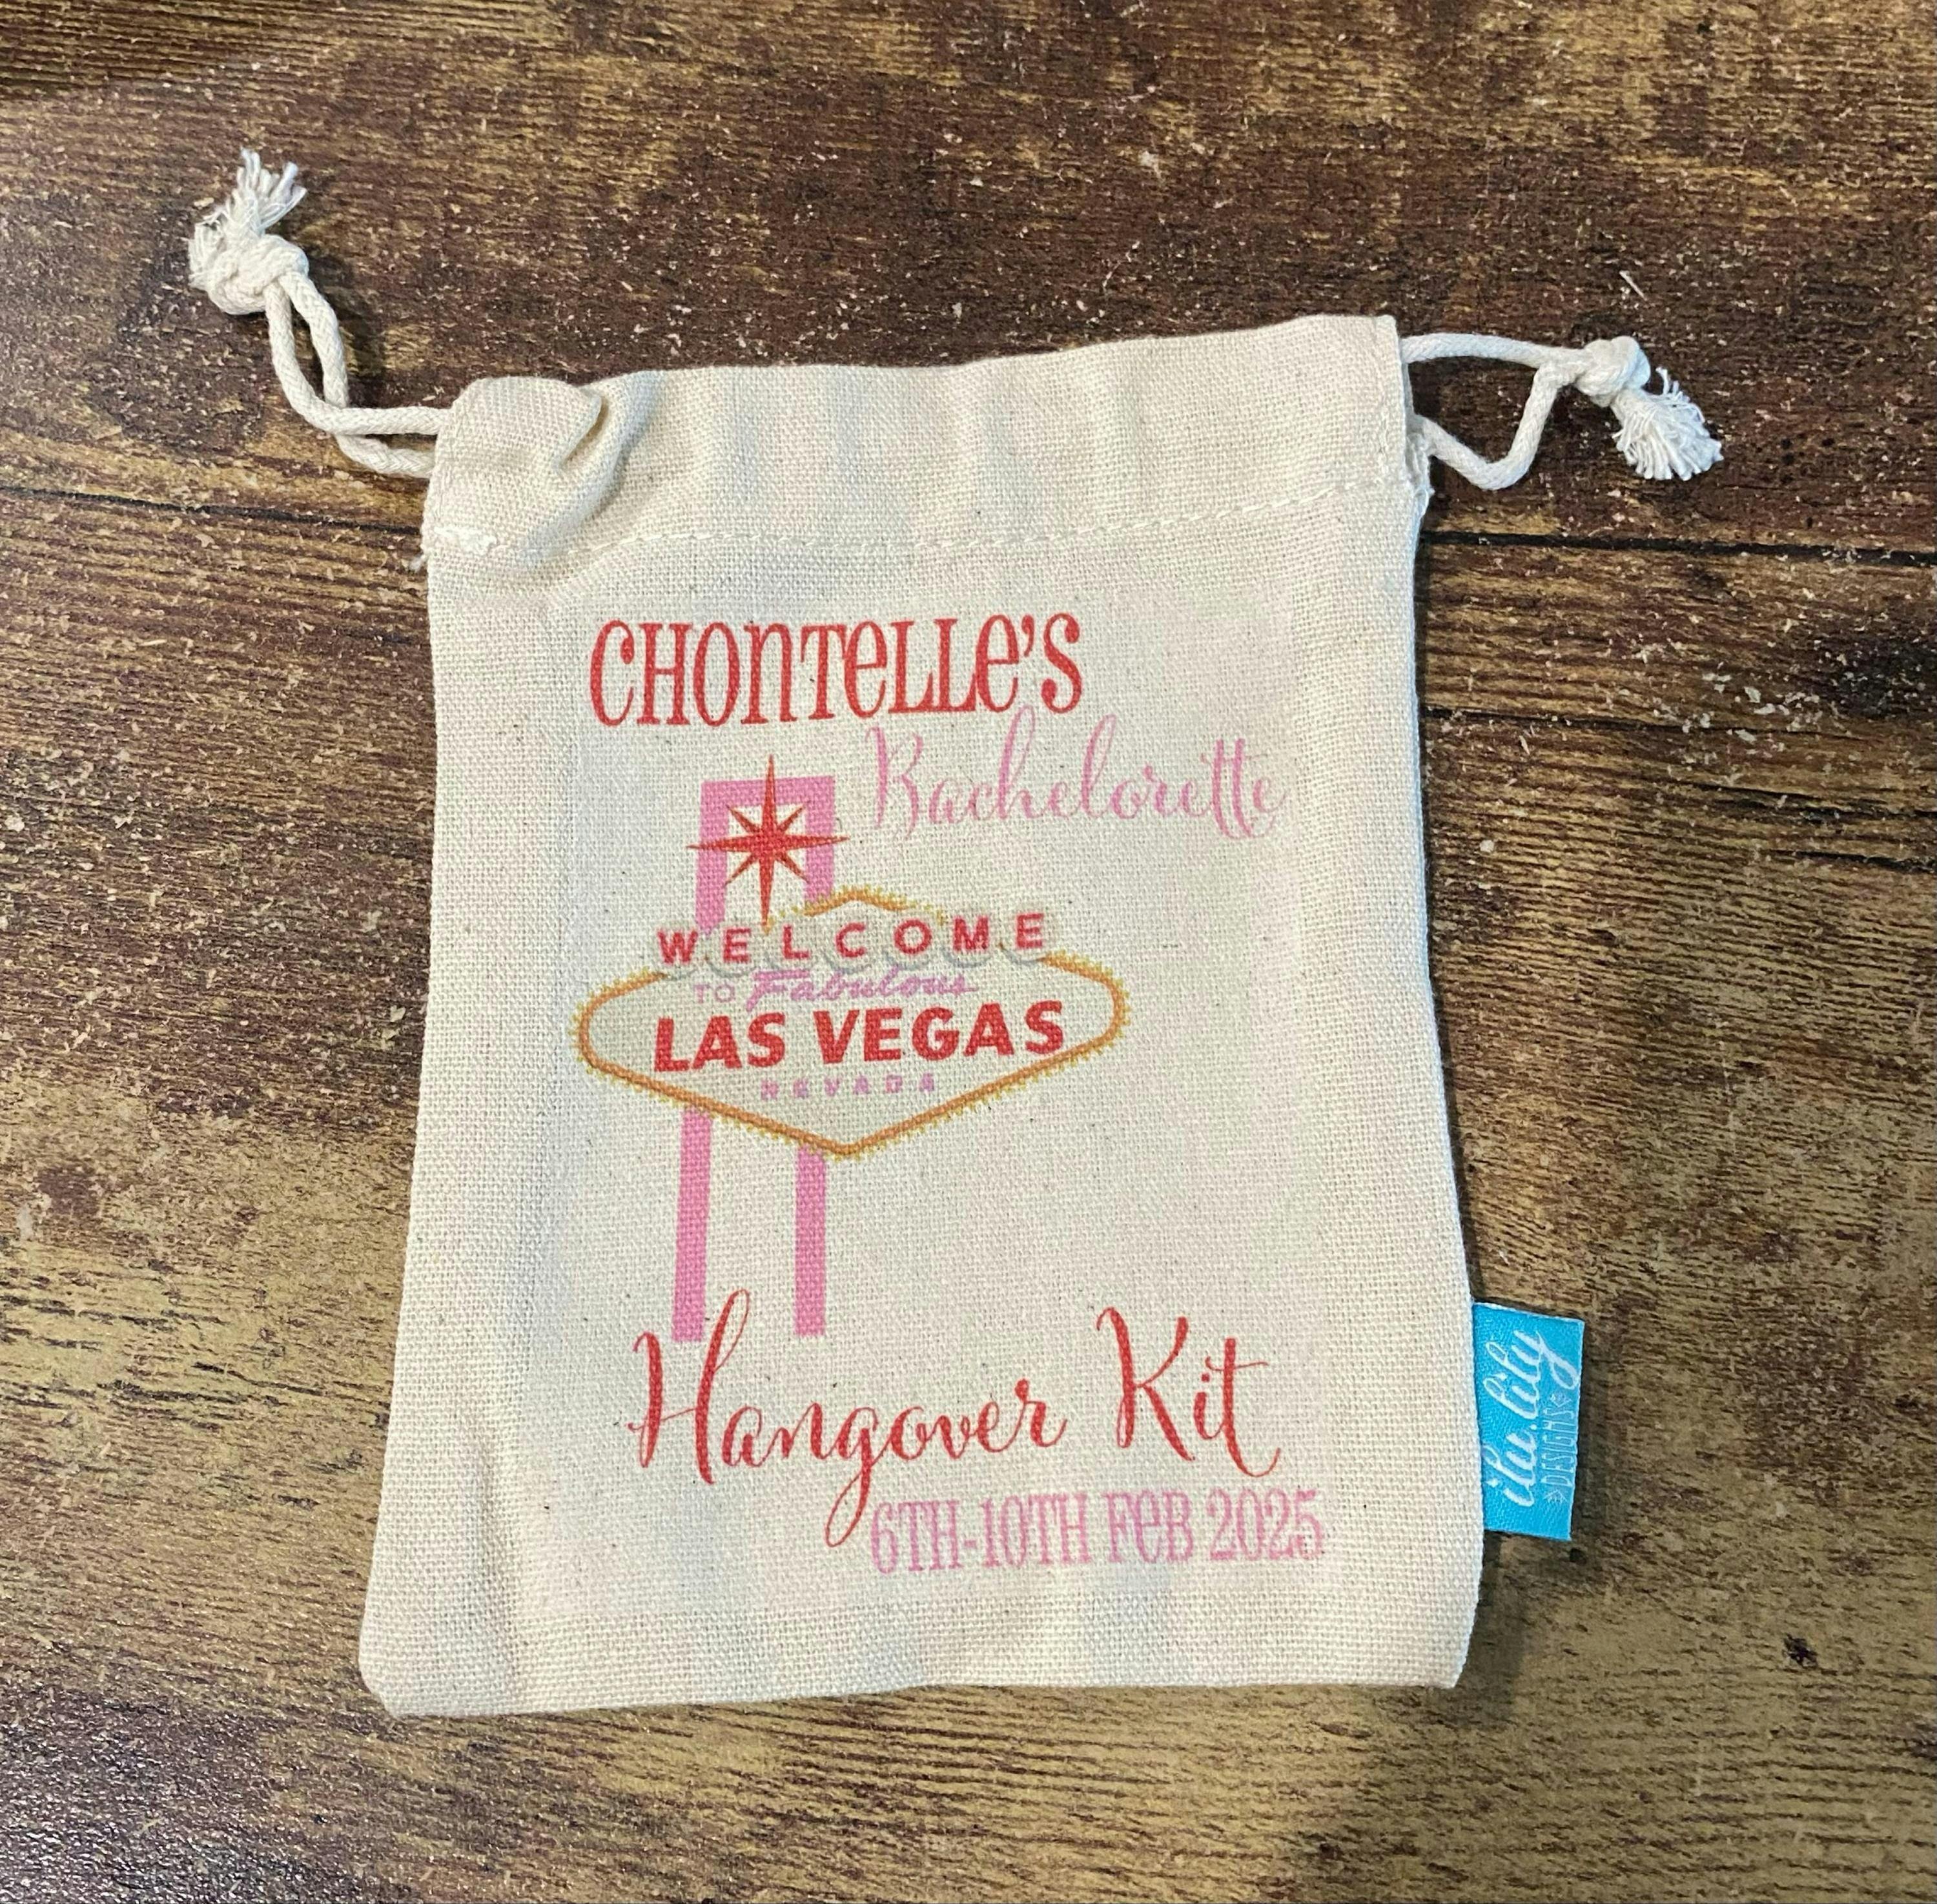 CHONTELLE'S
Bachelorette
WELCOME
TO Fabulous
LAS VEGAS
NEVADA
Hangover Kit
6TH-10TH FEB 2025
ilu.lily
DESIGNS